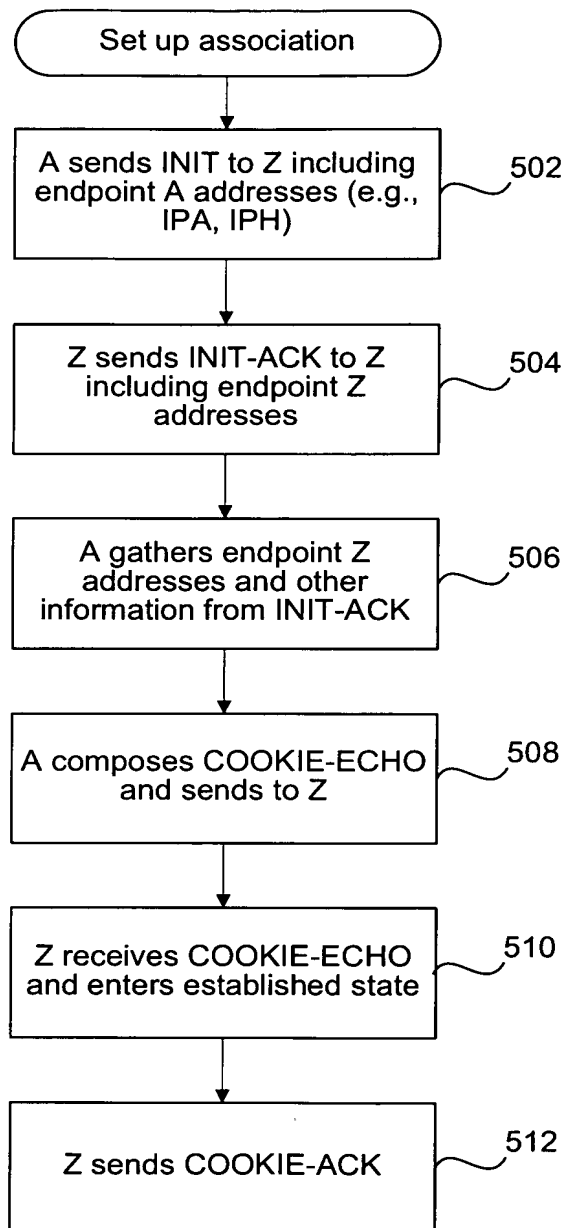 Set up association
A sends INIT to Z including
endpoint A addresses (e.g.,
IPA, IPH)
502
Z sends INIT-ACK to Z
including endpoint Z
addresses
504
A gathers endpoint Z
addresses and other
information from INIT-ACK
506
A composes COOKIE-ECHO
and sends to Z
508
Z receives COOKIE-ECHO
and enters established state
510
Z sends COOKIE-ACK
512